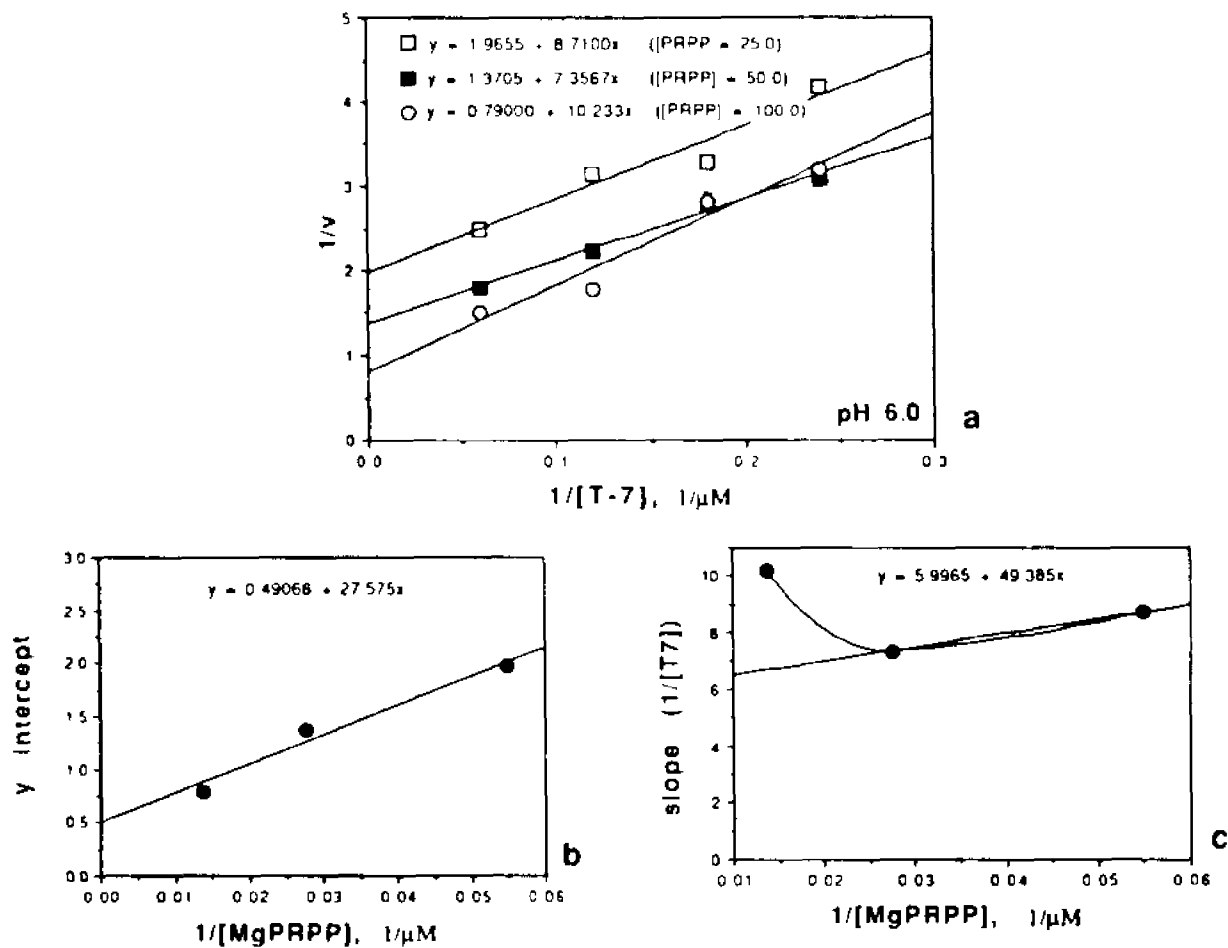 5
4
3
2
1
0
1/v
y = 1.9655 + 8.7100x ([PRPP = 25.0)
y = 1.3705 + 7.3567x ([PRPP] = 50.0)
y = 0.79000 + 10.233x ([PRPP] = 100.0)
pH 6.0
a
0.0 0.1 0.2 0.3
1/[T-7], 1/μM
3.0
2.5
2.0
1.5
1.0
0.5
0.0
y intercept
y = 0.49068 + 27.575x
b
0.00 0.01 0.02 0.03 0.04 0.05 0.06
1/[MgPRPP], 1/μM
10
8
6
4
2
0
slope (1/[T7])
y = 5.9965 + 49.385x
c
0.01 0.02 0.03 0.04 0.05 0.06
1/[MgPRPP], 1/μM